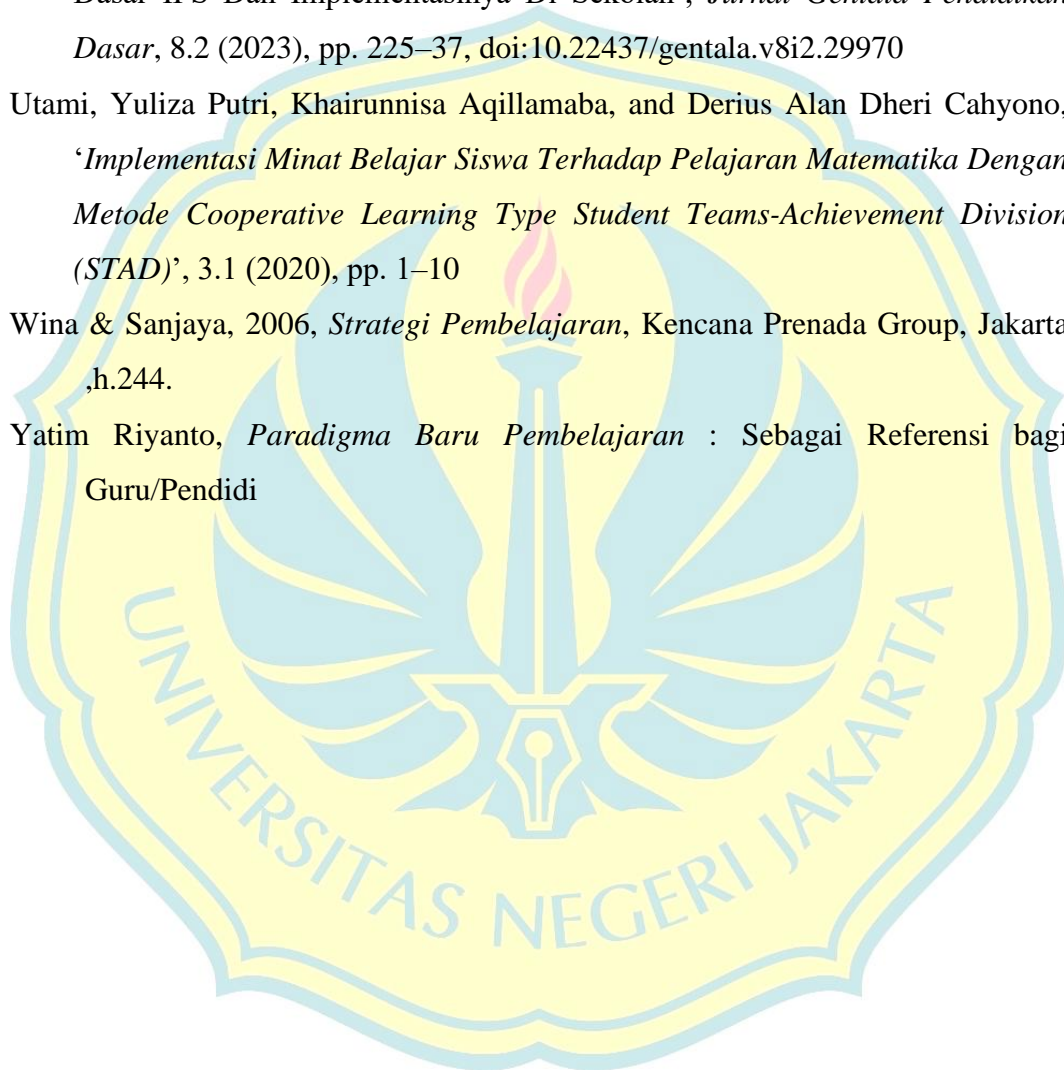 Dasar IPS Dan Implementasinya Di Sekolah', Jurnal Gentala Pendidikan
Dasar, 8.2 (2023), pp. 225–37, doi:10.22437/gentala.v8i2.29970
Utami, Yuliza Putri, Khairunnisa Aqillamaba, and Derius Alan Dheri Cahyono,
‘Implementasi Minat Belajar Siswa Terhadap Pelajaran Matematika Dengan
Metode Cooperative Learning Type Student Teams-Achievement Division
(STAD)’, 3.1 (2020), pp. 1–10
Wina & Sanjaya, 2006, Strategi Pembelajaran, Kencana Prenada Group, Jakarta
,h.244.
Yatim Riyanto, Paradigma Baru Pembelajaran : Sebagai Referensi bagi
Guru/Pendidi
UNIVERSITAS NEGERI JAKARTA